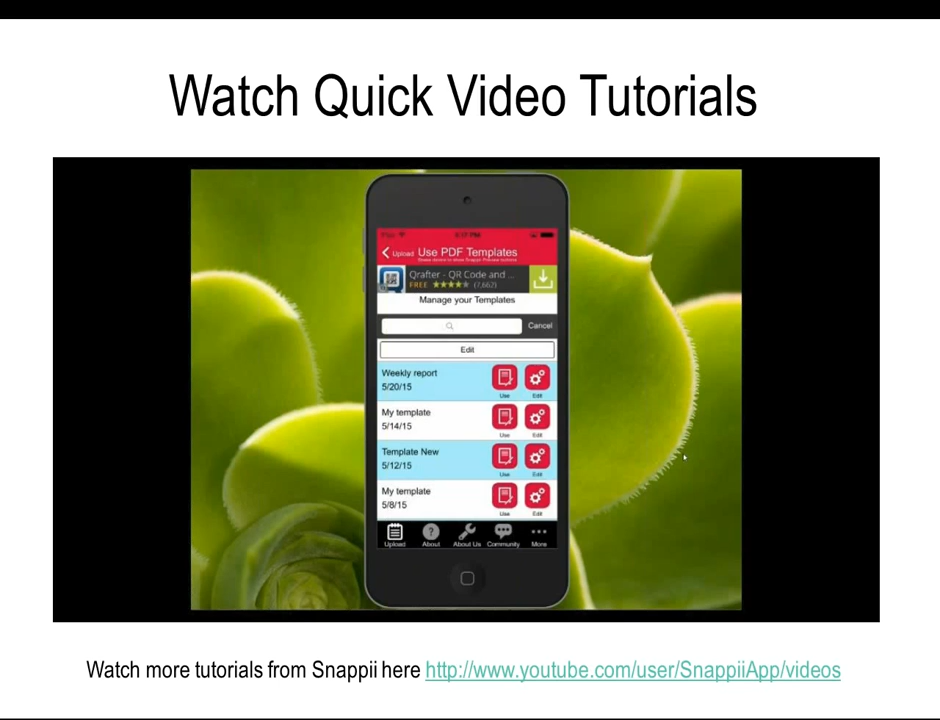 Watch Quick Video Tutorials
4:17 PM
Upload Use PDF Templates
Qrafter - QR Code and ...
FREE (7,662)
Manage your Templates
Cancel
Edit
Weekly report
5/20/15
Use Edit
My template
5/14/15
Use Edit
Template New
5/12/15
Use Edit
My template
5/8/15
Use Edit
Upload About About Us Community More
Watch more tutorials from Snappii here http://www.youtube.com/user/SnappiiApp/videos